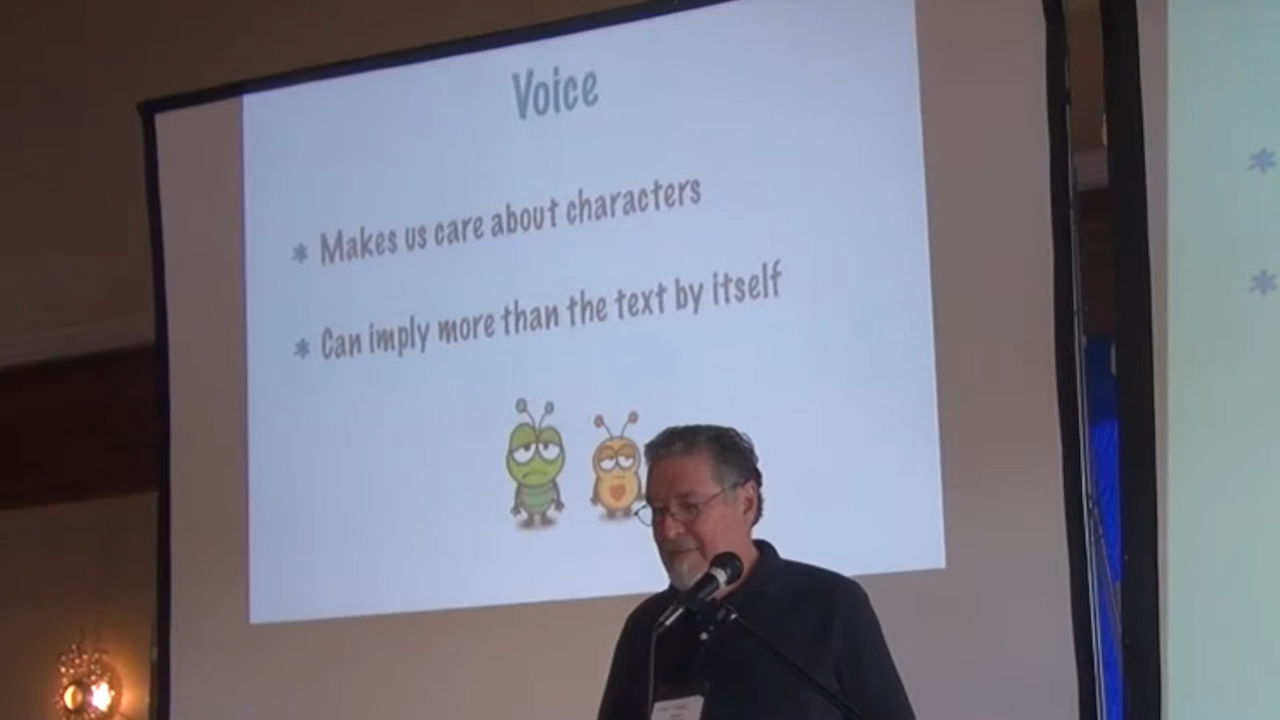 Voice
* Makes us care about characters
* Can imply more than the text by itself